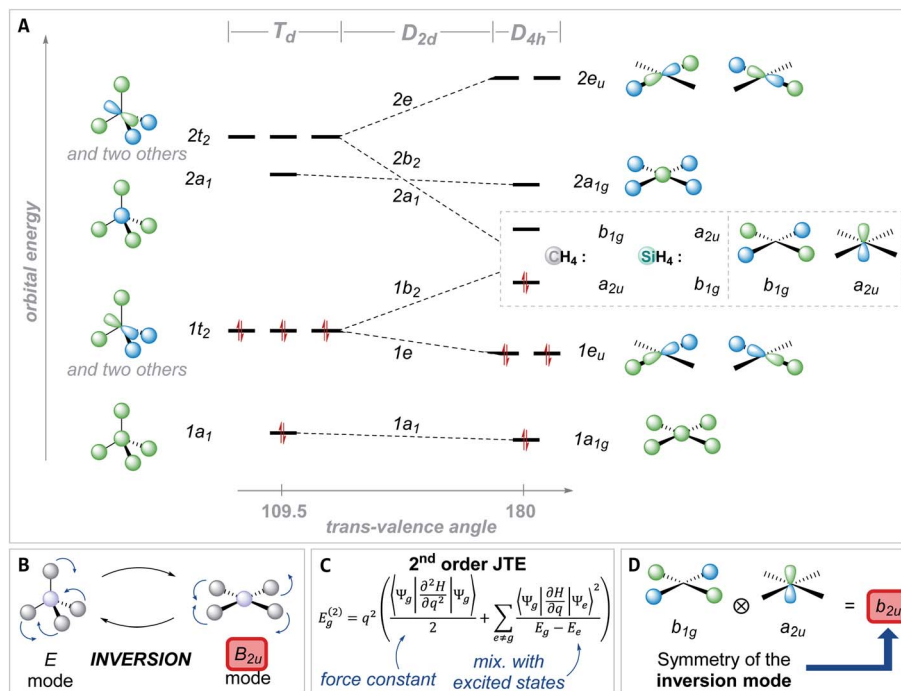 A
T_d D_2d D_4h
orbital energy
2e 2e_u
2t_2
and two others
2b_2
2a_1 2a_1g
2a_1
b_1g a_2u
CH_4 : SiH_4 :
a_2u b_1g b_1g a_2u
1b_2
1t_2
1e 1e_u
and two others
1a_1
1a_1 1a_1g
109.5 180
trans-valence angle
B
E
mode
INVERSION
B_2u
mode
C
2nd order JTE
E_g^(2) = q^2 ( ⟨Ψ_g | ∂^2H/∂q^2 | Ψ_g⟩ / 2 + ∑_e≠g ⟨Ψ_g | ∂H/∂q | Ψ_e⟩^2 / E_g − E_e )
force constant
mix. with
excited states
D
⊗ = b_2u
b_1g a_2u
Symmetry of the
inversion mode